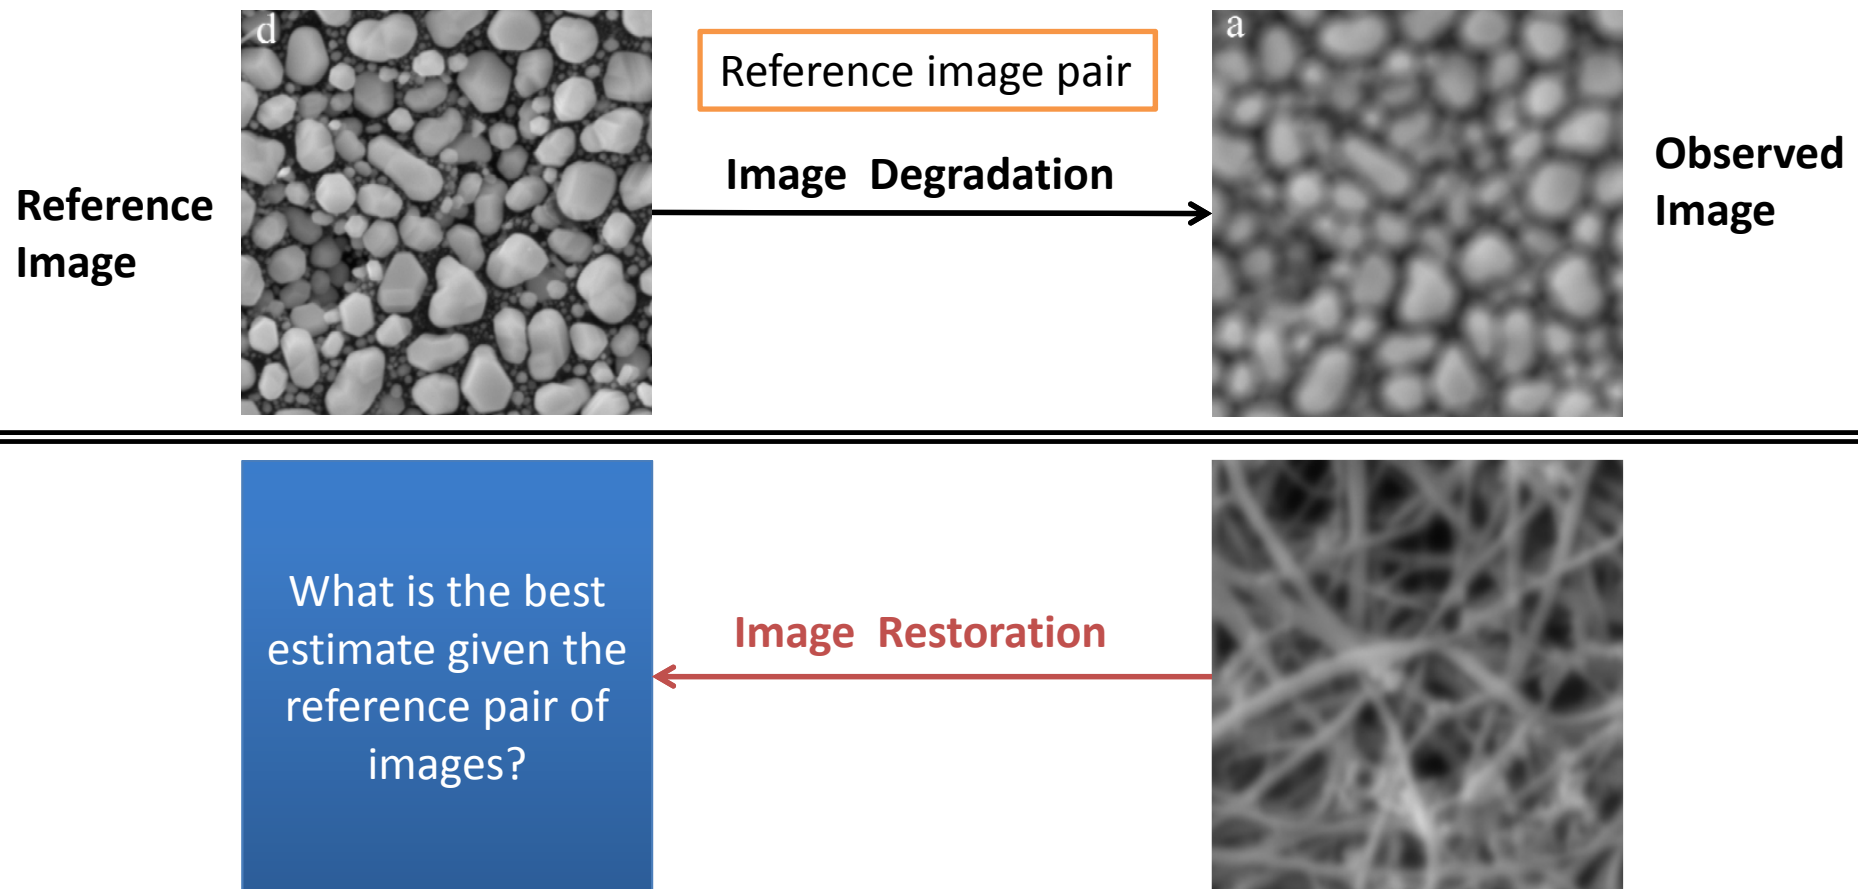 d
Reference image pair
a
Image Degradation
Reference
Image
Observed
Image
What is the best
estimate given the
reference pair of
images?
Image Restoration